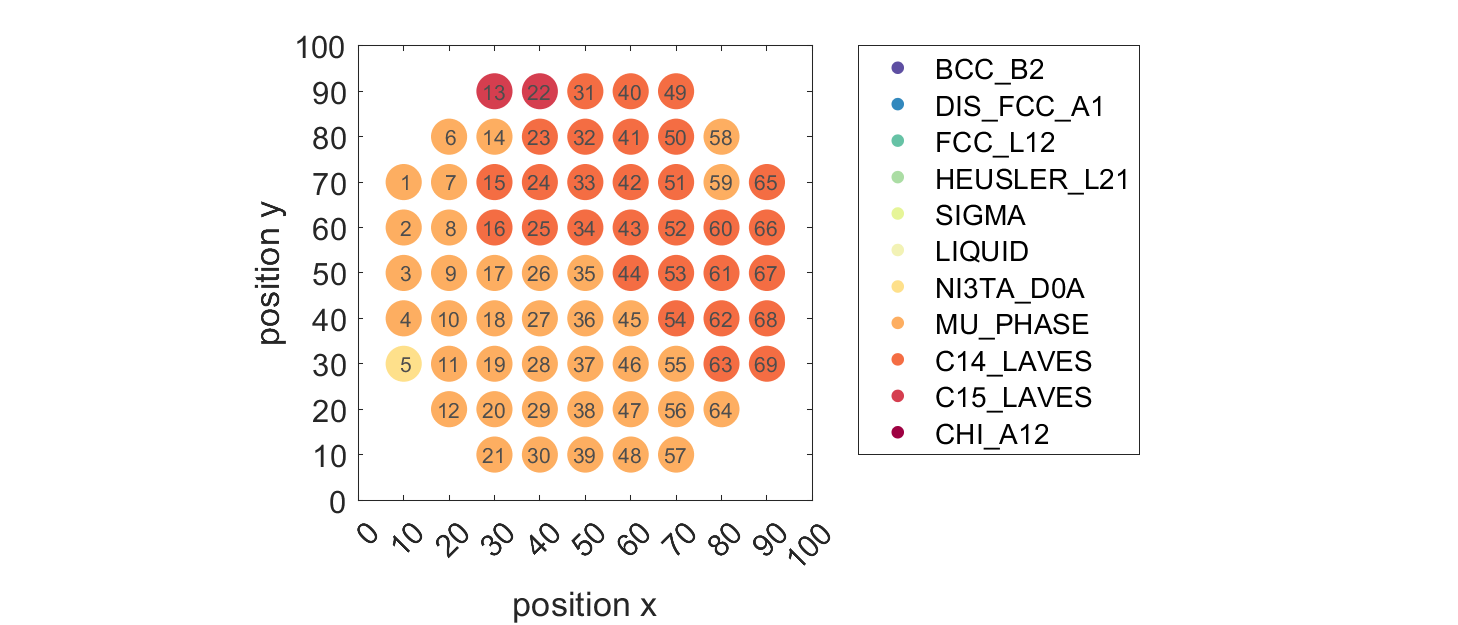 100
90 13 22 31 40 49
80 6 14 23 32 41 50 58
70 1 7 15 24 33 42 51 59 65
60 2 8 16 25 34 43 52 60 66
50 3 9 17 26 35 44 53 61 67
40 4 10 18 27 36 45 54 62 68
30 5 11 19 28 37 46 55 63 69
20 12 20 29 38 47 56 64
10 21 30 39 48 57
0
0 10 20 30 40 50 60 70 80 90 100
position x
position y
BCC_B2
DIS_FCC_A1
FCC_L12
HEUSLER_L21
SIGMA
LIQUID
NI3TA_D0A
MU_PHASE
C14_LAVES
C15_LAVES
CHI_A12